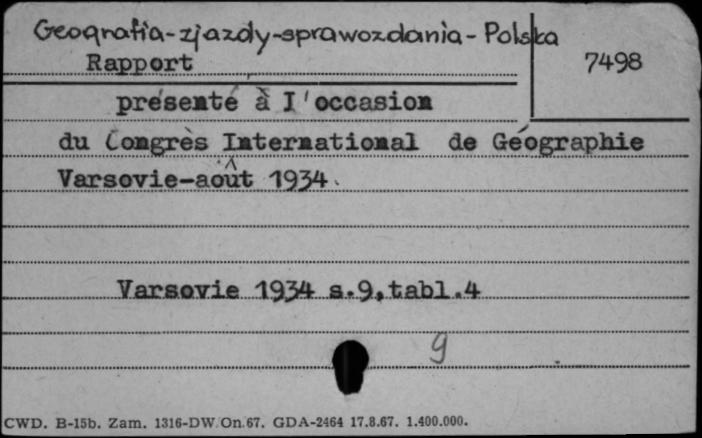 Geografia-zjazdy-sprawozdania-Polska
Rapport
7498
présenté à I'occasion
du Congrès International de Géographie
Varsovie-août 1934
Varsovie 1934 s.9,tabl.4
9
CWD. B-15b. Zam. 1316-DW.On.67. GDA-2464 17.8.67. 1.400.000.